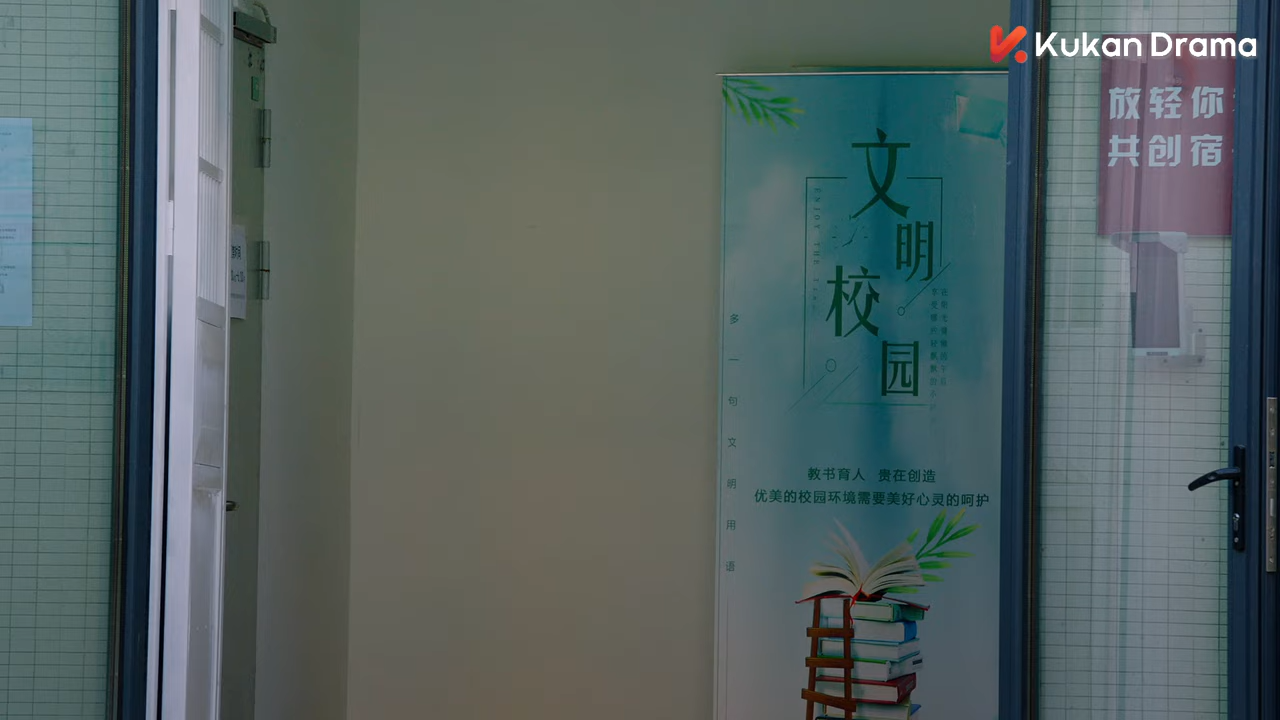 Kukan Drama
放轻你
共创宿
文明校园
ENJOY THE
多一句文明用语
教书育人 贵在创造
优美的校园环境需要美好心灵的呵护